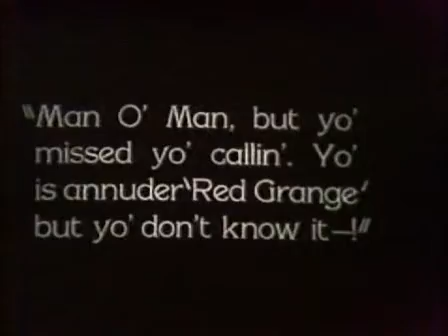 "Man O' Man, but yo'
missed yo' callin'. Yo'
is annuder 'Red Grange'
but yo' don't know it—!"